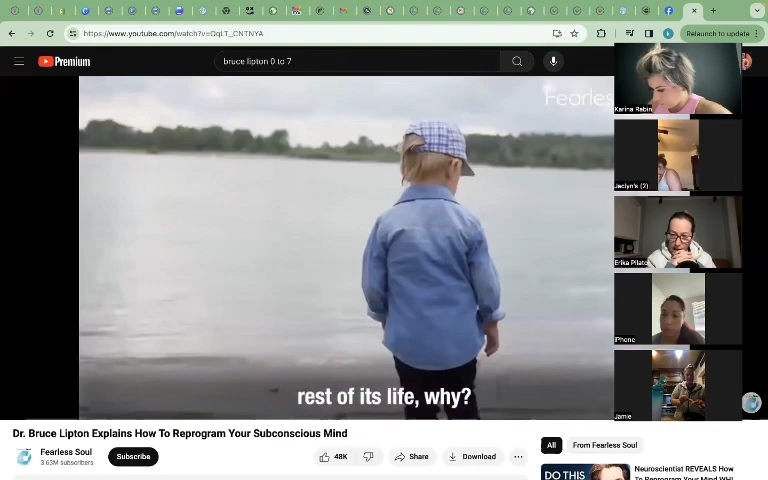 https://www.youtube.com/watch?v=OqLT_CNTNYA
Relaunch to update
Premium
bruce lipton 0 to 7
Fearless
Karina Rabin
Jaclyn's (2)
Erika Pilato
iPhone
Jamie
rest of its life, why?
Dr. Bruce Lipton Explains How To Reprogram Your Subconscious Mind
Fearless Soul
3.63M subscribers
Subscribe
48K
Share
Download
All
From Fearless Soul
DO THIS
Neuroscientist REVEALS How
To Reprogram Your Mind WHI